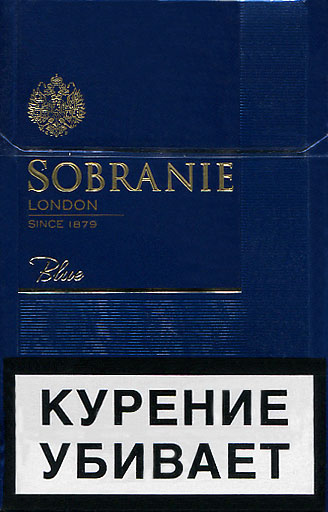 SOBRANIE
LONDON
SINCE 1879
Blue
КУРЕНИЕ
УБИВАЕТ